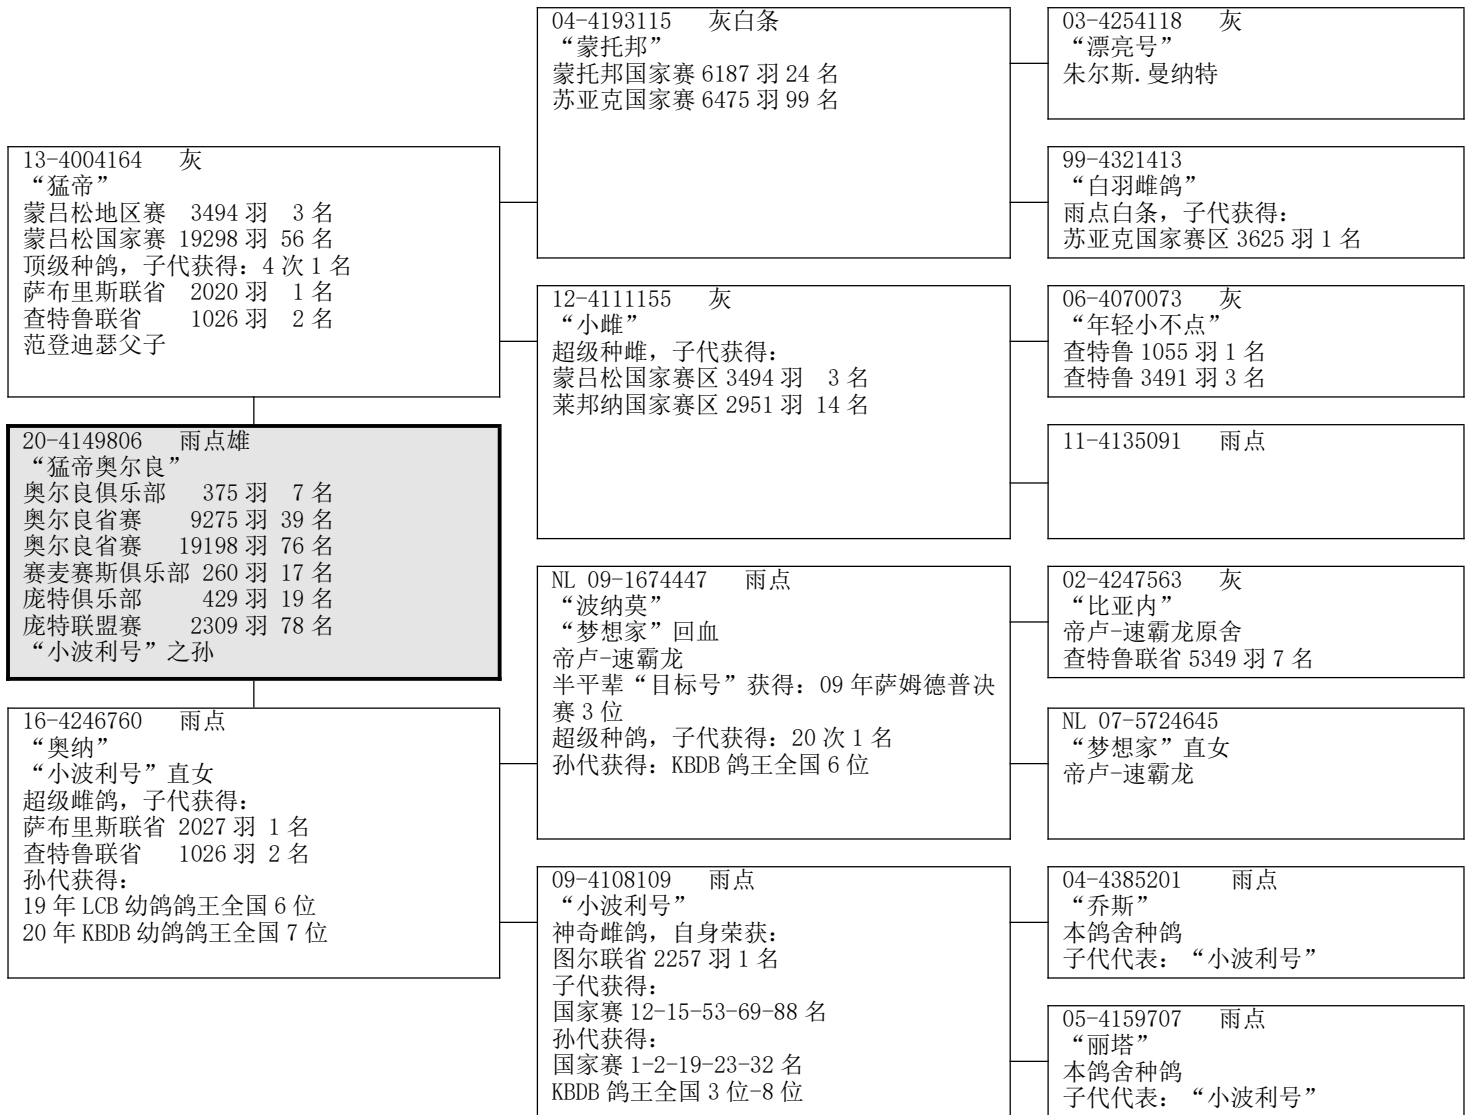 04-4193115 灰白条
“蒙托邦”
蒙托邦国家赛 6187 羽 24 名
苏亚克国家赛 6475 羽 99 名
03-4254118 灰
“漂亮号”
朱尔斯.曼纳特
13-4004164 灰
“猛帝”
蒙吕松地区赛 3494 羽 3 名
蒙吕松国家赛 19298 羽 56 名
顶级种鸽，子代获得：4 次 1 名
萨布里斯联省 2020 羽 1 名
查特鲁联省 1026 羽 2 名
范登迪瑟父子
99-4321413
“白羽雌鸽”
雨点白条，子代获得：
苏亚克国家赛区 3625 羽 1 名
12-4111155 灰
“小雌”
超级种雌，子代获得：
蒙吕松国家赛区 3494 羽 3 名
莱邦纳国家赛区 2951 羽 14 名
06-4070073 灰
“年轻小不点”
查特鲁 1055 羽 1 名
查特鲁 3491 羽 3 名
20-4149806 雨点雄
“猛帝奥尔良”
奥尔良俱乐部 375 羽 7 名
奥尔良省赛 9275 羽 39 名
奥尔良省赛 19198 羽 76 名
赛麦赛斯俱乐部 260 羽 17 名
庞特俱乐部 429 羽 19 名
庞特联盟赛 2309 羽 78 名
“小波利号”之孙
11-4135091 雨点
NL 09-1674447 雨点
“波纳莫”
“梦想家”回血
帝卢-速霸龙
半平辈“目标号”获得：09 年萨姆德普决
赛 3 位
超级种鸽，子代获得：20 次 1 名
孙代获得：KBDB 鸽王全国 6 位
02-4247563 灰
“比亚内”
帝卢-速霸龙原舍
查特鲁联省 5349 羽 7 名
16-4246760 雨点
“奥纳”
“小波利号”直女
超级雌鸽，子代获得：
萨布里斯联省 2027 羽 1 名
查特鲁联省 1026 羽 2 名
孙代获得：
19 年 LCB 幼鸽鸽王全国 6 位
20 年 KBDB 幼鸽鸽王全国 7 位
NL 07-5724645
“梦想家”直女
帝卢-速霸龙
09-4108109 雨点
“小波利号”
神奇雌鸽，自身荣获：
图尔联省 2257 羽 1 名
子代获得：
国家赛 12-15-53-69-88 名
孙代获得：
国家赛 1-2-19-23-32 名
KBDB 鸽王全国 3 位-8 位
04-4385201 雨点
“乔斯”
本鸽舍种鸽
子代代表：“小波利号”
05-4159707 雨点
“丽塔”
本鸽舍种鸽
子代代表：“小波利号”